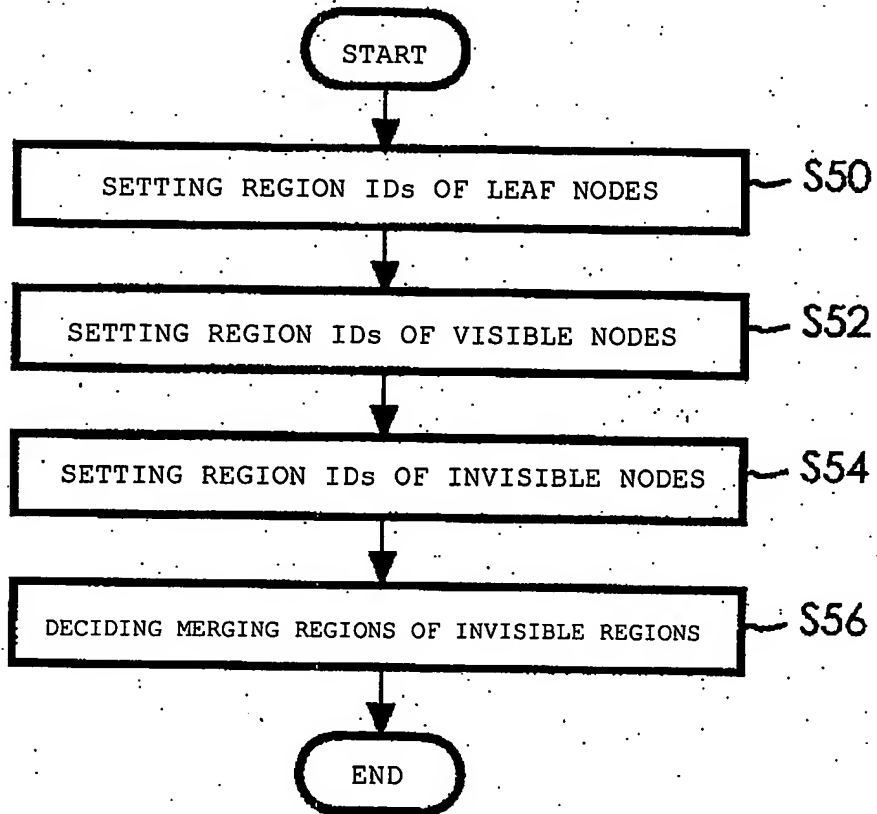 START
SETTING REGION IDs OF LEAF NODES
S50
SETTING REGION IDs OF VISIBLE NODES
S52
SETTING REGION IDs OF INVISIBLE NODES
S54
DECIDING MERGING REGIONS OF INVISIBLE REGIONS
S56
END